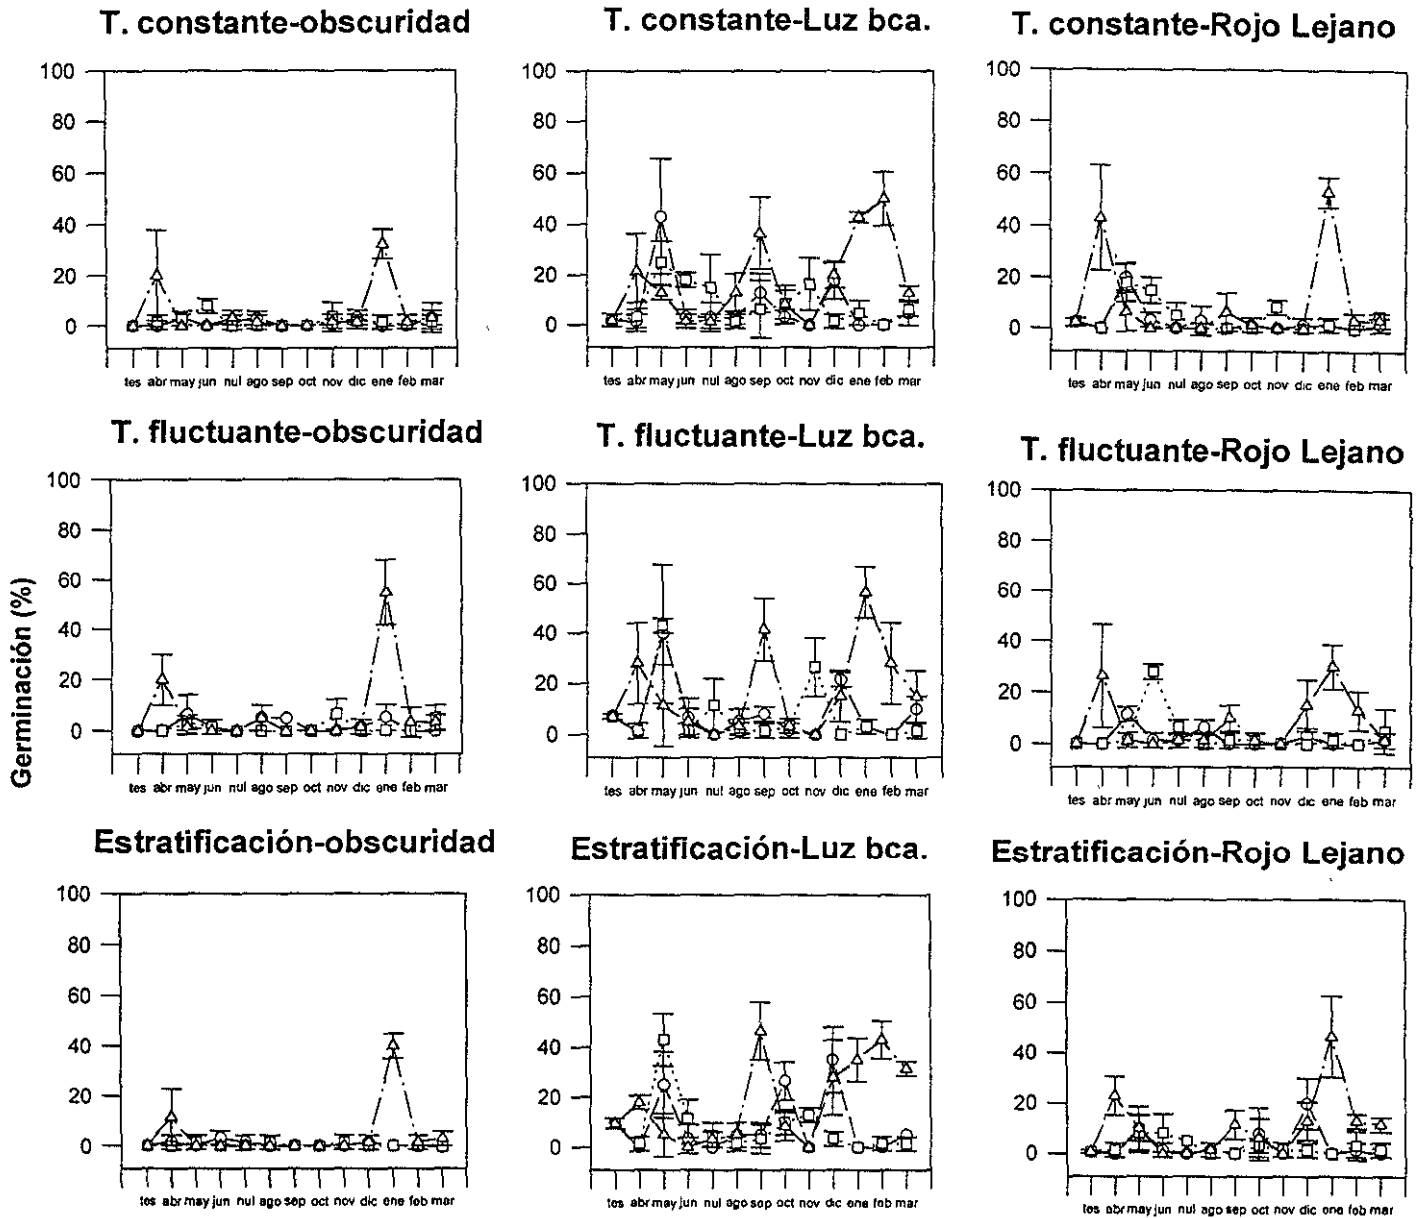 T. constante-obscuridad
T. constante-Luz bca.
T. constante-Rojo Lejano
100
80
60
40
20
0
tes abr may jun nul ago sep oct nov dic ene feb mar
100
80
60
40
20
0
tes abr may jun nul ago sep oct nov dic ene feb mar
100
80
60
40
20
0
tes abr may jun nul ago sep oct nov dic ene feb mar
T. fluctuante-obscuridad
T. fluctuante-Luz bca.
T. fluctuante-Rojo Lejano
Germinación (%)
100
80
60
40
20
0
tes abr may jun nul ago sep oct nov dic ene feb mar
100
80
60
40
20
0
tes abr may jun nul ago sep oct nov dic ene feb mar
100
80
60
40
20
0
tes abr may jun nul ago sep oct nov dic ene feb mar
Estratificación-obscuridad
Estratificación-Luz bca.
Estratificación-Rojo Lejano
100
80
60
40
20
0
tes abr may jun nul ago sep oct nov dic ene feb mar
100
80
60
40
20
0
tes abr may jun nul ago sep oct nov dic ene feb mar
100
80
60
40
20
0
tes abr may jun nul ago sep oct nov dic ene feb mar